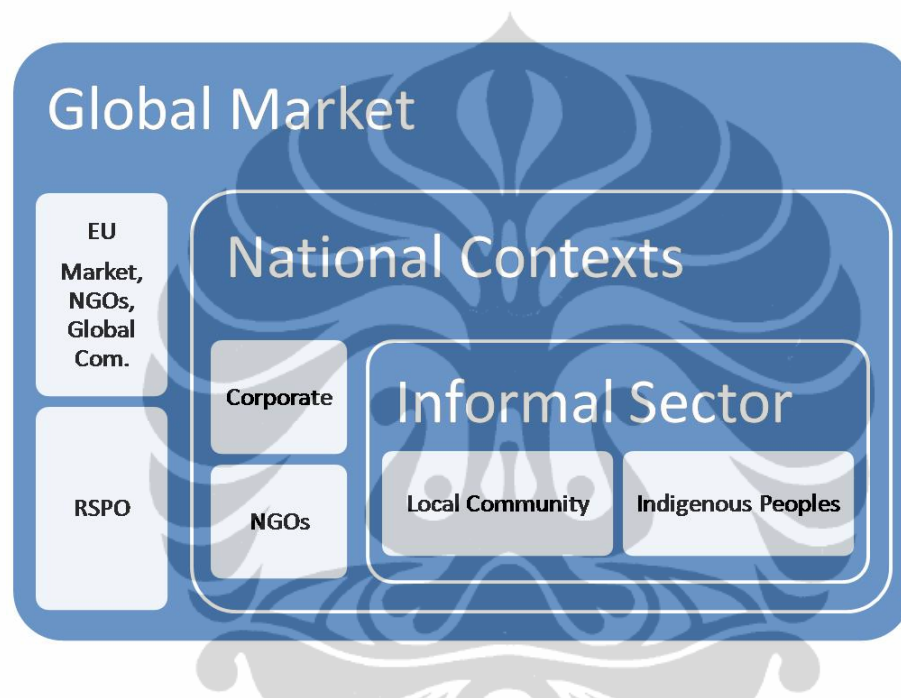 Global Market
EU
Market,
NGOs,
Global
Com.
RSPO
National Contexts
Corporate
NGOs
Informal Sector
Local Community
Indigenous Peoples